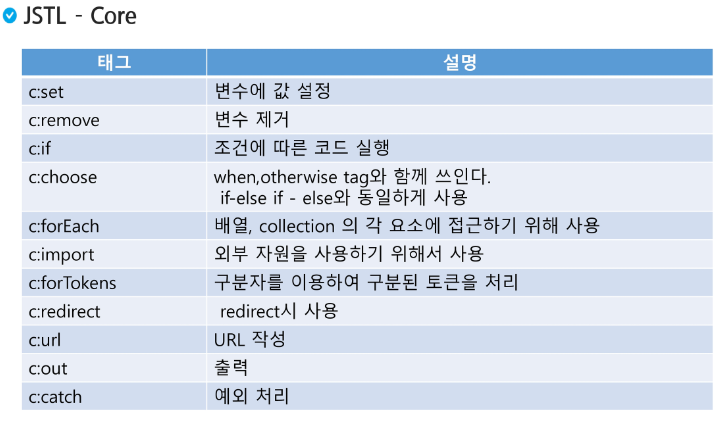 JSTL - Core
태그 설명
c:set 변수에 값 설정
c:remove 변수 제거
c:if 조건에 따른 코드 실행
c:choose when,otherwise tag와 함께 쓰인다.
if-else if - else와 동일하게 사용
c:forEach 배열, collection 의 각 요소에 접근하기 위해 사용
c:import 외부 자원을 사용하기 위해서 사용
c:forTokens 구분자를 이용하여 구분된 토큰을 처리
c:redirect redirect시 사용
c:url URL 작성
c:out 출력
c:catch 예외 처리